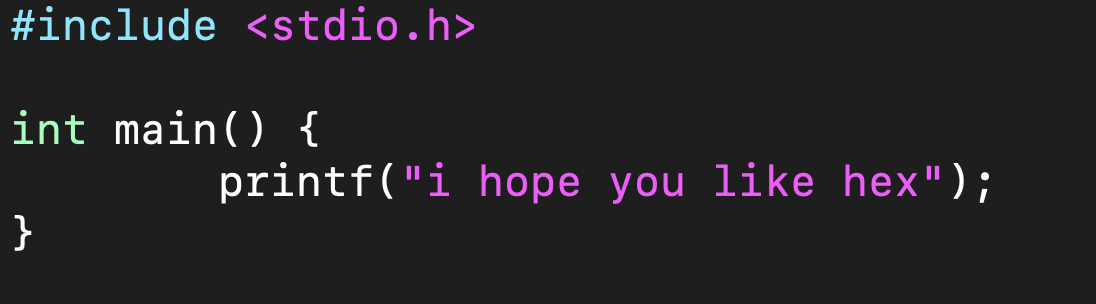 #include <stdio.h>
int main() {
        printf("i hope you like hex");
}